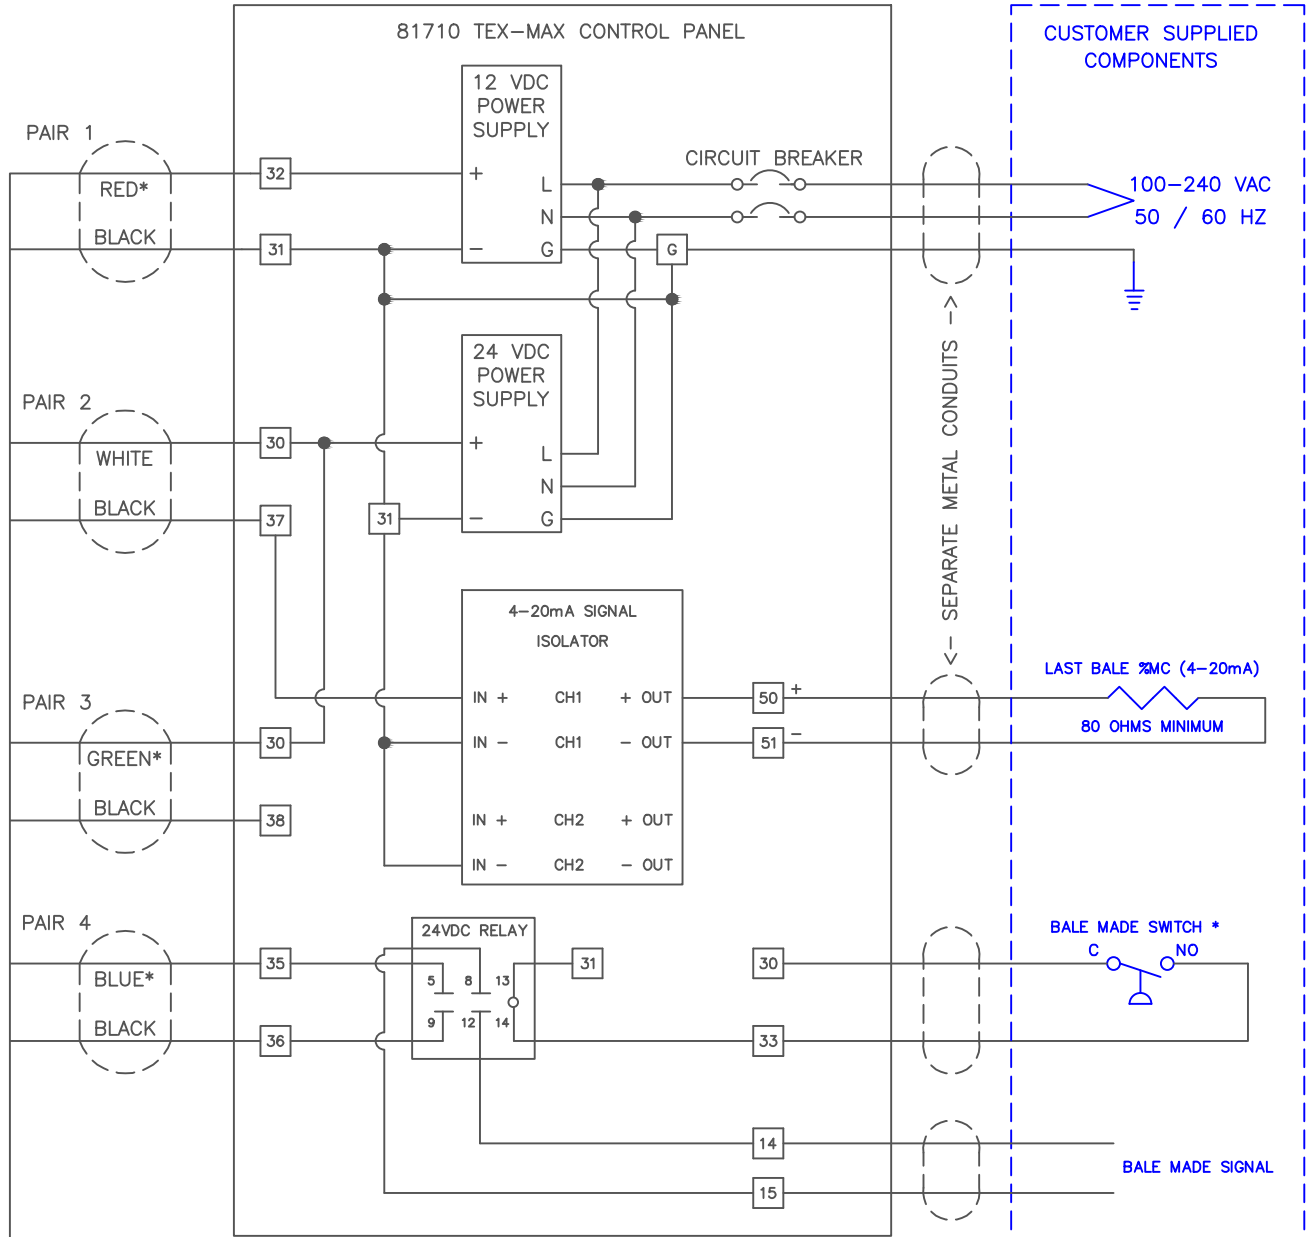 81710 TEX-MAX CONTROL PANEL
CUSTOMER SUPPLIED
COMPONENTS
12 VDC
POWER
SUPPLY
PAIR 1
RED*
BLACK
32
31
+
-
L
N
G
CIRCUIT BREAKER
G
100-240 VAC
50 / 60 HZ
24 VDC
POWER
SUPPLY
PAIR 2
WHITE
BLACK
30
37
31
+
-
L
N
G
<- SEPARATE METAL CONDUITS ->
4-20mA SIGNAL
ISOLATOR
IN + CH1 + OUT
IN - CH1 - OUT
IN + CH2 + OUT
IN - CH2 - OUT
50 +
51 -
LAST BALE %MC (4-20mA)
80 OHMS MINIMUM
PAIR 3
GREEN*
BLACK
30
38
PAIR 4
BLUE*
BLACK
35
36
24VDC RELAY
5 8 13
9 12 14
31
30
33
BALE MADE SWITCH *
C NO
14
15
BALE MADE SIGNAL